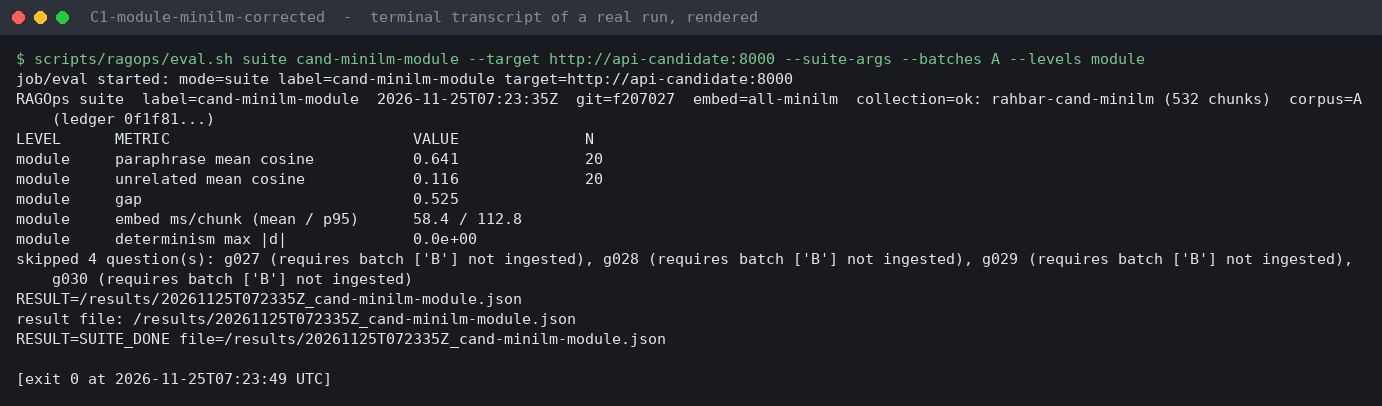 C1-module-minilm-corrected - terminal transcript of a real run, rendered
$ scripts/ragops/eval.sh suite cand-minilm-module --target http://api-candidate:8000 --suite-args --batches A --levels module
job/eval started: mode=suite label=cand-minilm-module target=http://api-candidate:8000
RAGOps suite  label=cand-minilm-module  2026-11-25T07:23:35Z  git=f207027  embed=all-minilm  collection=ok: rahbar-cand-minilm (532 chunks)  corpus=A
    (ledger 0f1f81...)
LEVEL      METRIC                           VALUE              N
module     paraphrase mean cosine           0.641              20
module     unrelated mean cosine            0.116              20
module     gap                              0.525
module     embed ms/chunk (mean / p95)      58.4 / 112.8
module     determinism max |d|              0.0e+00
skipped 4 question(s): g027 (requires batch ['B'] not ingested), g028 (requires batch ['B'] not ingested), g029 (requires batch ['B'] not ingested),
    g030 (requires batch ['B'] not ingested)
RESULT=/results/20261125T072335Z_cand-minilm-module.json
result file: /results/20261125T072335Z_cand-minilm-module.json
RESULT=SUITE_DONE file=/results/20261125T072335Z_cand-minilm-module.json
[exit 0 at 2026-11-25T07:23:49 UTC]